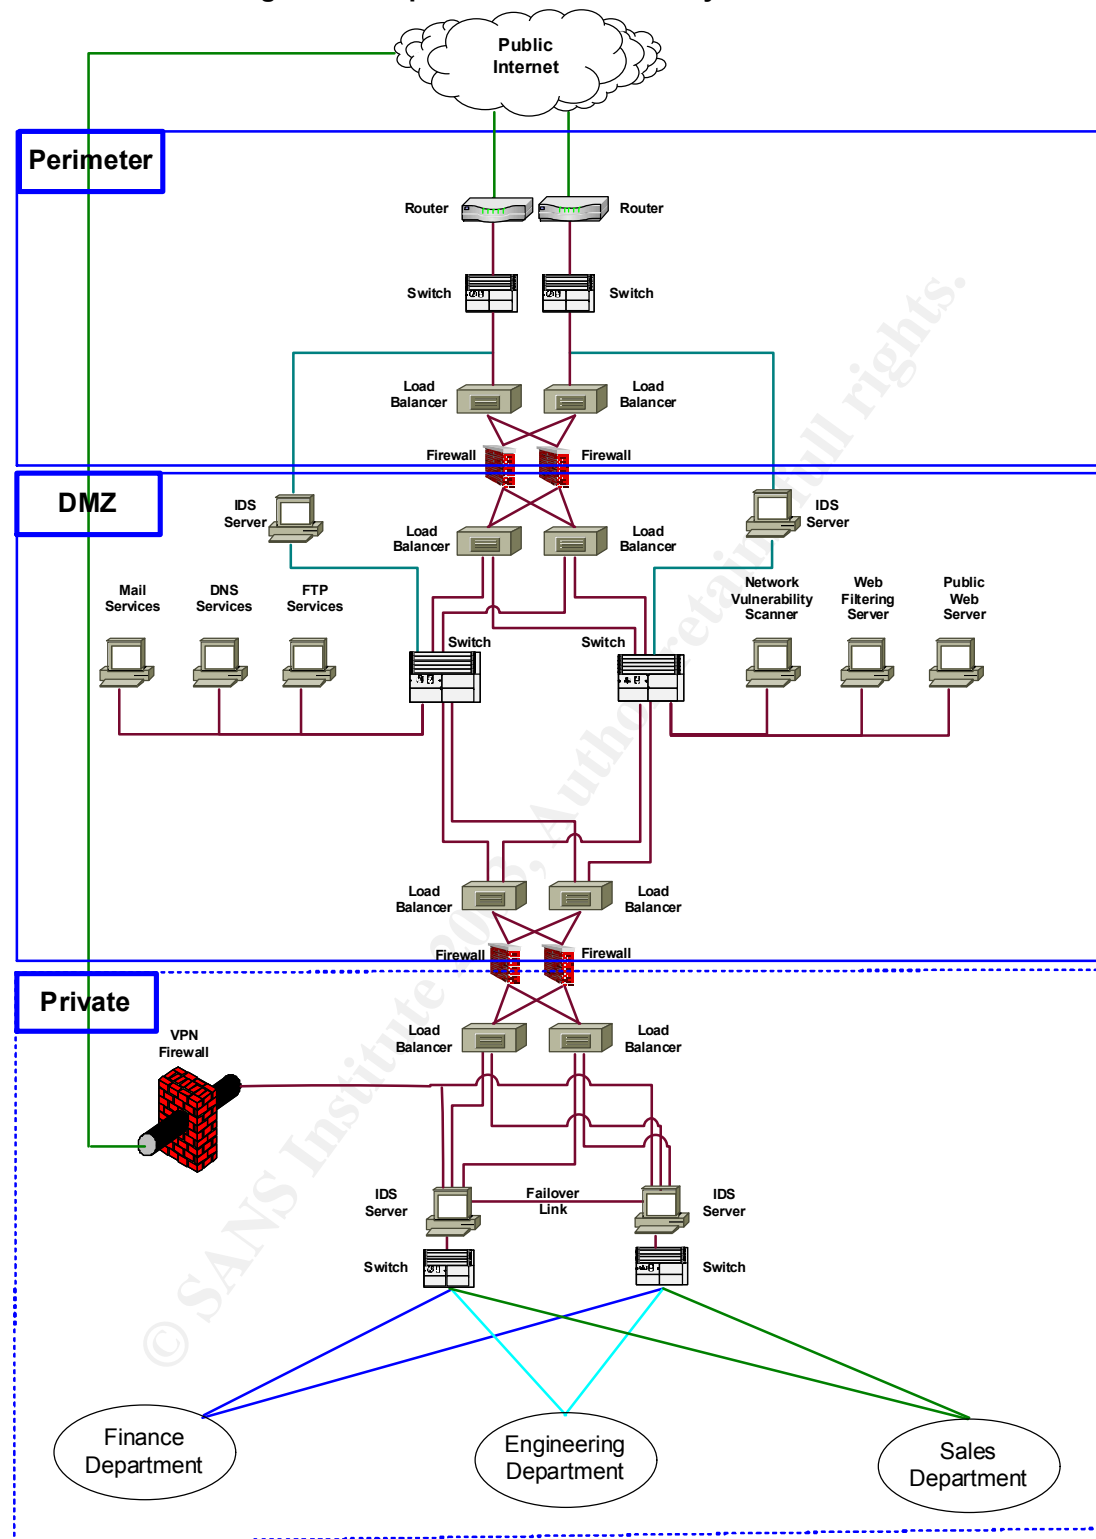 Public
Internet
Perimeter
Router
Router
Switch
Switch
Load
Balancer
Load
Balancer
Firewall
Firewall
DMZ
IDS
Server
IDS
Server
Load
Balancer
Load
Balancer
Mail
Services
DNS
Services
FTP
Services
Network
Vulnerability
Scanner
Web
Filtering
Server
Public
Web
Server
Switch
Switch
Load
Balancer
Load
Balancer
Firewall
Firewall
Private
VPN
Firewall
Load
Balancer
Load
Balancer
IDS
Server
Failover
Link
IDS
Server
Switch
Switch
Finance
Department
Engineering
Department
Sales
Department
© SANS Institute 2003, Author retains full rights.